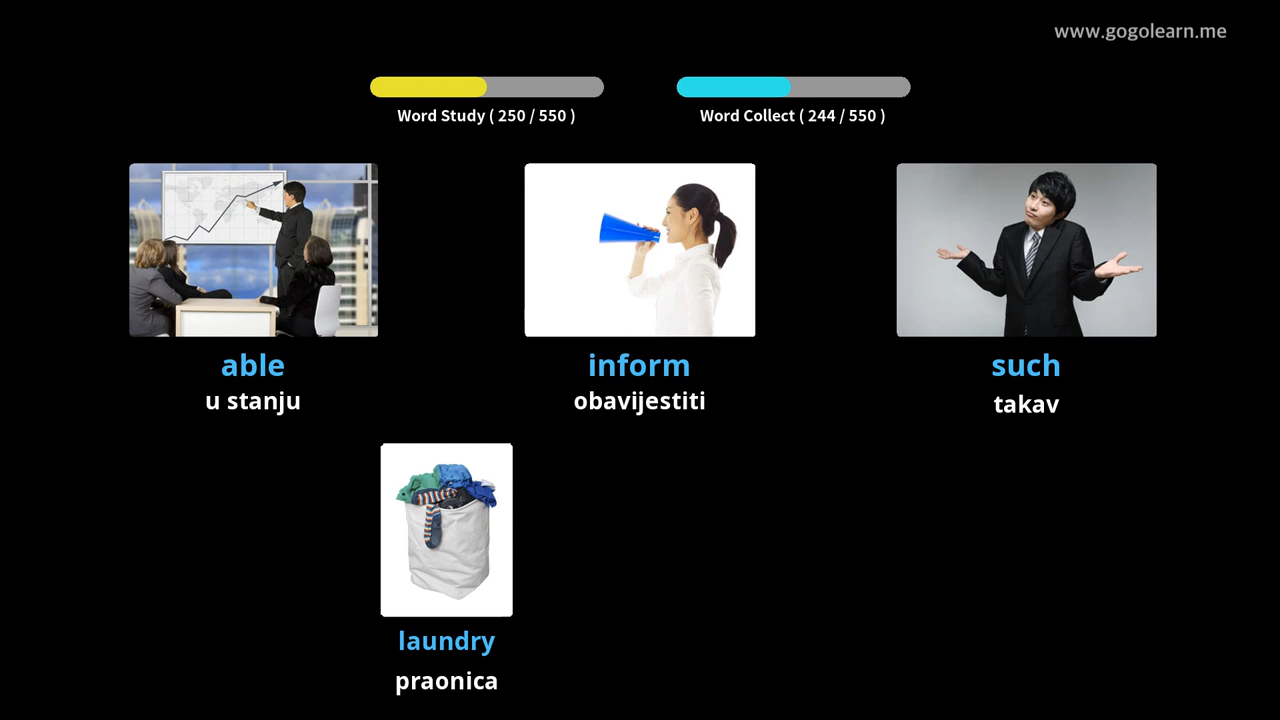 www.gogolearn.me
Word Study ( 250 / 550 )
Word Collect ( 244 / 550 )
able
u stanju
inform
obavijestiti
such
takav
laundry
praonica